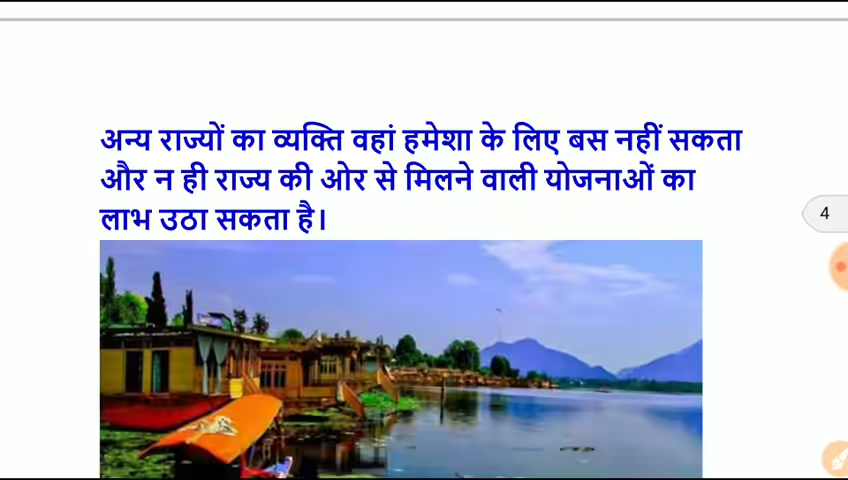 अन्य राज्यों का व्यक्ति वहां हमेशा के लिए बस नहीं सकता
और न ही राज्य की ओर से मिलने वाली योजनाओं का
लाभ उठा सकता है।
4